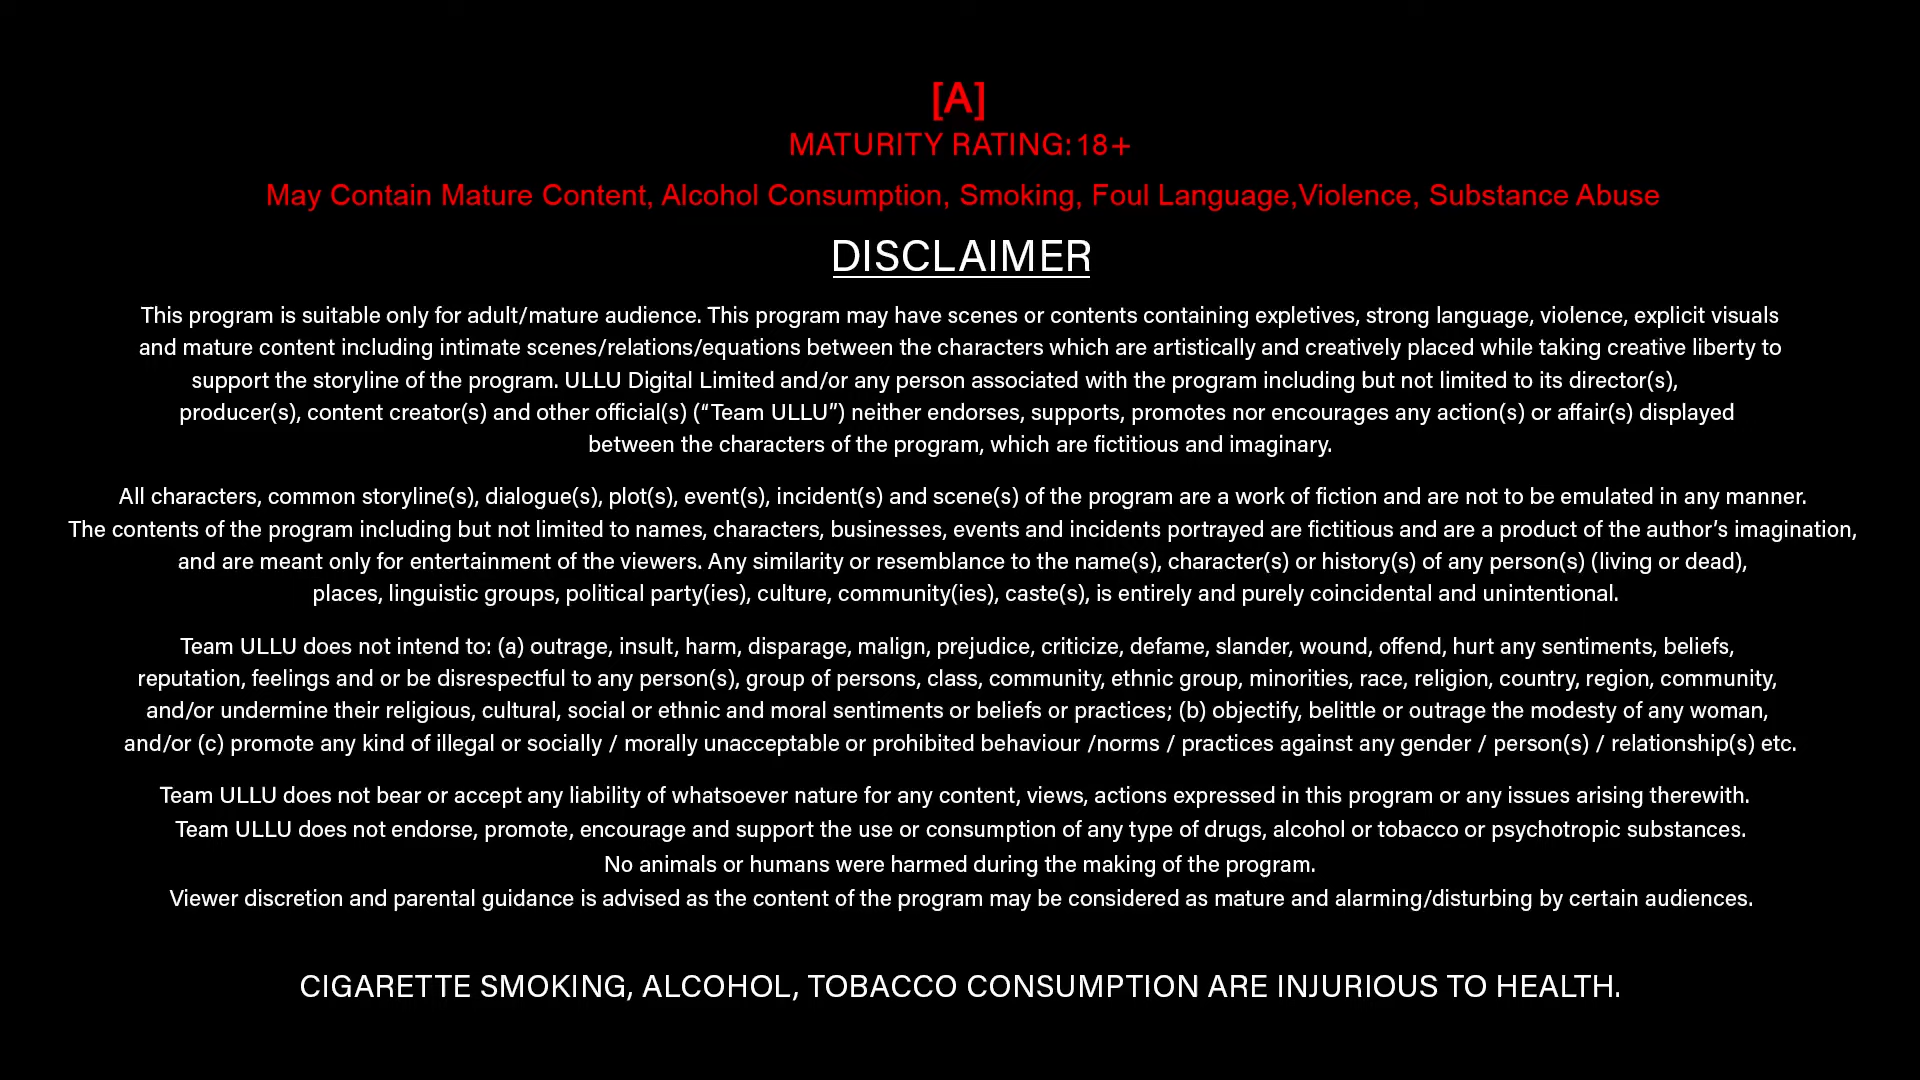 [A]
MATURITY RATING:18+
May Contain Mature Content, Alcohol Consumption, Smoking, Foul Language,Violence, Substance Abuse
DISCLAIMER
This program is suitable only for adult/mature audience. This program may have scenes or contents containing expletives, strong language, violence, explicit visuals
and mature content including intimate scenes/relations/equations between the characters which are artistically and creatively placed while taking creative liberty to
support the storyline of the program. ULLU Digital Limited and/or any person associated with the program including but not limited to its director(s),
producer(s), content creator(s) and other official(s) (“Team ULLU”) neither endorses, supports, promotes nor encourages any action(s) or affair(s) displayed
between the characters of the program, which are fictitious and imaginary.
All characters, common storyline(s), dialogue(s), plot(s), event(s), incident(s) and scene(s) of the program are a work of fiction and are not to be emulated in any manner.
The contents of the program including but not limited to names, characters, businesses, events and incidents portrayed are fictitious and are a product of the author’s imagination,
and are meant only for entertainment of the viewers. Any similarity or resemblance to the name(s), character(s) or history(s) of any person(s) (living or dead),
places, linguistic groups, political party(ies), culture, community(ies), caste(s), is entirely and purely coincidental and unintentional.
Team ULLU does not intend to: (a) outrage, insult, harm, disparage, malign, prejudice, criticize, defame, slander, wound, offend, hurt any sentiments, beliefs,
reputation, feelings and or be disrespectful to any person(s), group of persons, class, community, ethnic group, minorities, race, religion, country, region, community,
and/or undermine their religious, cultural, social or ethnic and moral sentiments or beliefs or practices; (b) objectify, belittle or outrage the modesty of any woman,
and/or (c) promote any kind of illegal or socially / morally unacceptable or prohibited behaviour /norms / practices against any gender / person(s) / relationship(s) etc.
Team ULLU does not bear or accept any liability of whatsoever nature for any content, views, actions expressed in this program or any issues arising therewith.
Team ULLU does not endorse, promote, encourage and support the use or consumption of any type of drugs, alcohol or tobacco or psychotropic substances.
No animals or humans were harmed during the making of the program.
Viewer discretion and parental guidance is advised as the content of the program may be considered as mature and alarming/disturbing by certain audiences.
CIGARETTE SMOKING, ALCOHOL, TOBACCO CONSUMPTION ARE INJURIOUS TO HEALTH.